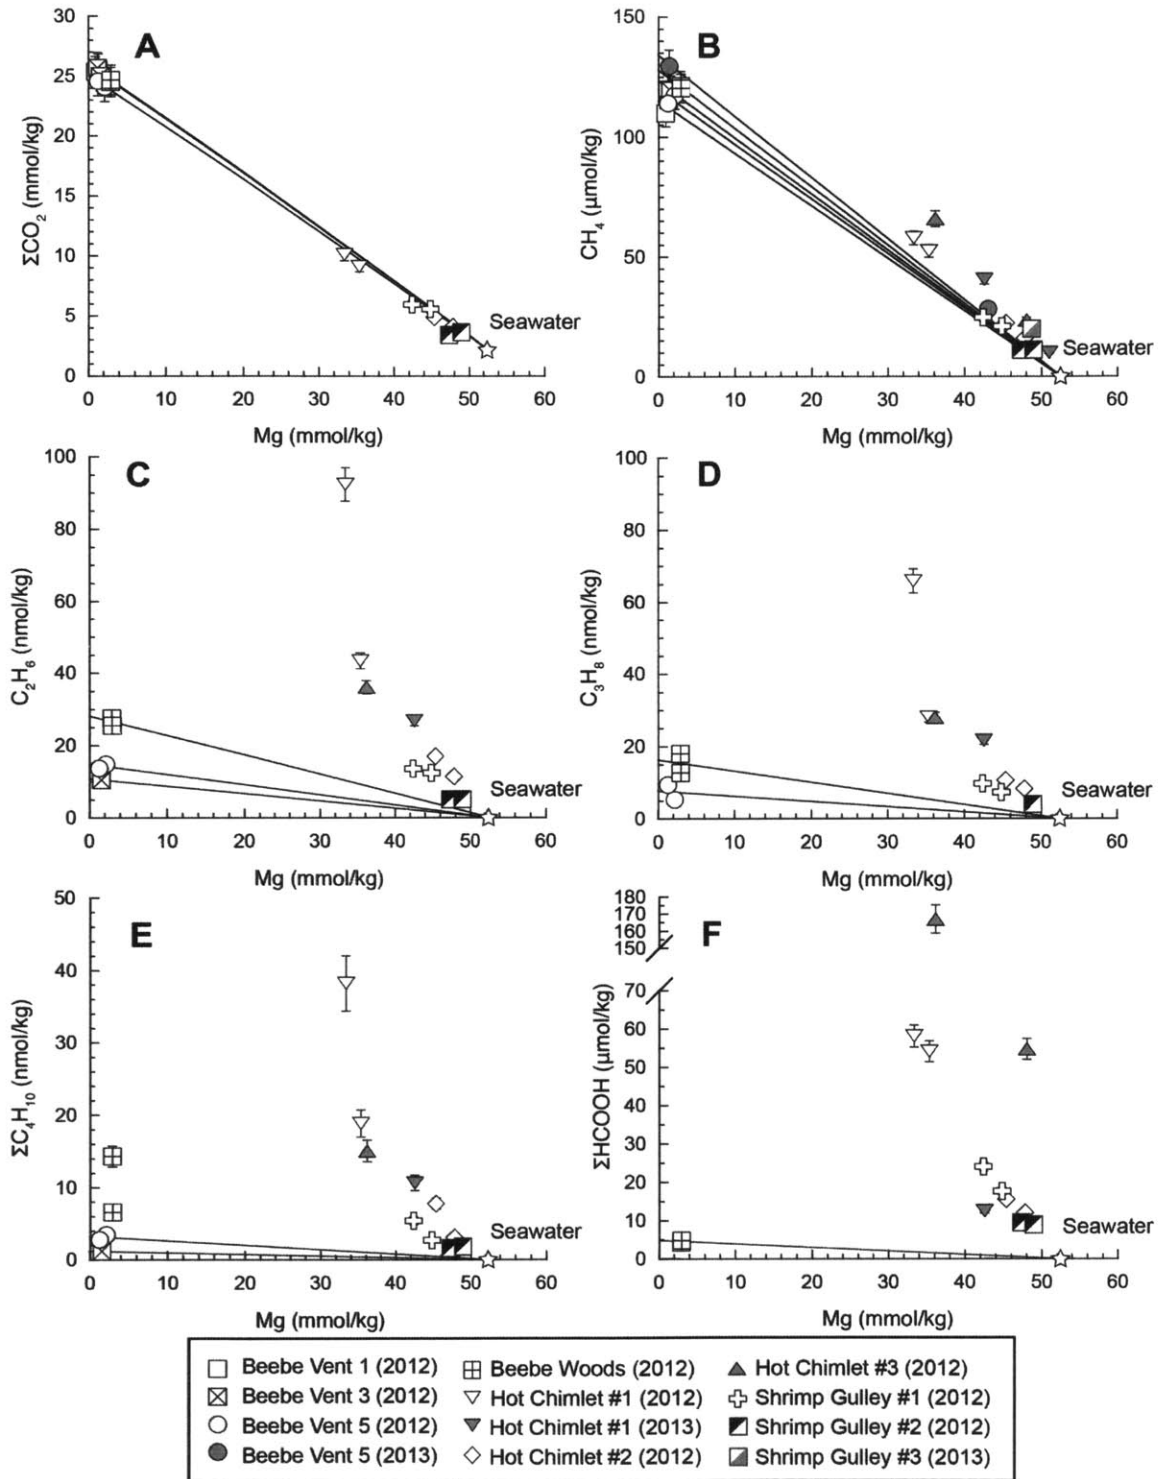 A
ΣCO₂ (mmol/kg)
30
25
20
15
10
5
0
Seawater
0 10 20 30 40 50 60
Mg (mmol/kg)
B
CH₄ (µmol/kg)
150
100
50
0
Seawater
0 10 20 30 40 50 60
Mg (mmol/kg)
C
C₂H₆ (nmol/kg)
100
80
60
40
20
0
Seawater
0 10 20 30 40 50 60
Mg (mmol/kg)
D
C₃H₈ (nmol/kg)
100
80
60
40
20
0
Seawater
0 10 20 30 40 50 60
Mg (mmol/kg)
E
ΣC₄H₁₀ (nmol/kg)
50
40
30
20
10
0
Seawater
0 10 20 30 40 50 60
Mg (mmol/kg)
F
ΣHCOOH (µmol/kg)
180
170
160
150
70
60
50
40
30
20
10
0
Seawater
0 10 20 30 40 50 60
Mg (mmol/kg)
Beebe Vent 1 (2012)
Beebe Vent 3 (2012)
Beebe Vent 5 (2012)
Beebe Vent 5 (2013)
Beebe Woods (2012)
Hot Chimlet #1 (2012)
Hot Chimlet #1 (2013)
Hot Chimlet #2 (2012)
Hot Chimlet #3 (2012)
Shrimp Gulley #1 (2012)
Shrimp Gulley #2 (2012)
Shrimp Gulley #3 (2013)